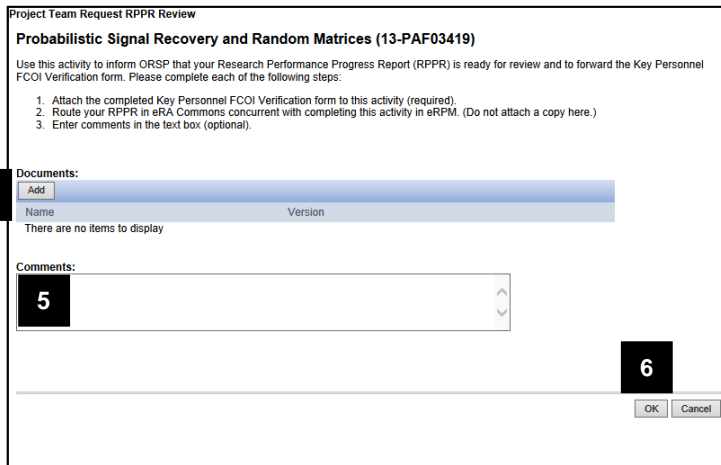 Project Team Request RPPR Review
Probabilistic Signal Recovery and Random Matrices (13-PAF03419)
Use this activity to inform ORSP that your Research Performance Progress Report (RPPR) is ready for review and to forward the Key Personnel
FCOI Verification form. Please complete each of the following steps:
1. Attach the completed Key Personnel FCOI Verification form to this activity (required).
2. Route your RPPR in eRA Commons concurrent with completing this activity in eRPM. (Do not attach a copy here.)
3. Enter comments in the text box (optional).
Documents:
Add
Name Version
There are no items to display
Comments:
5
6
OK Cancel